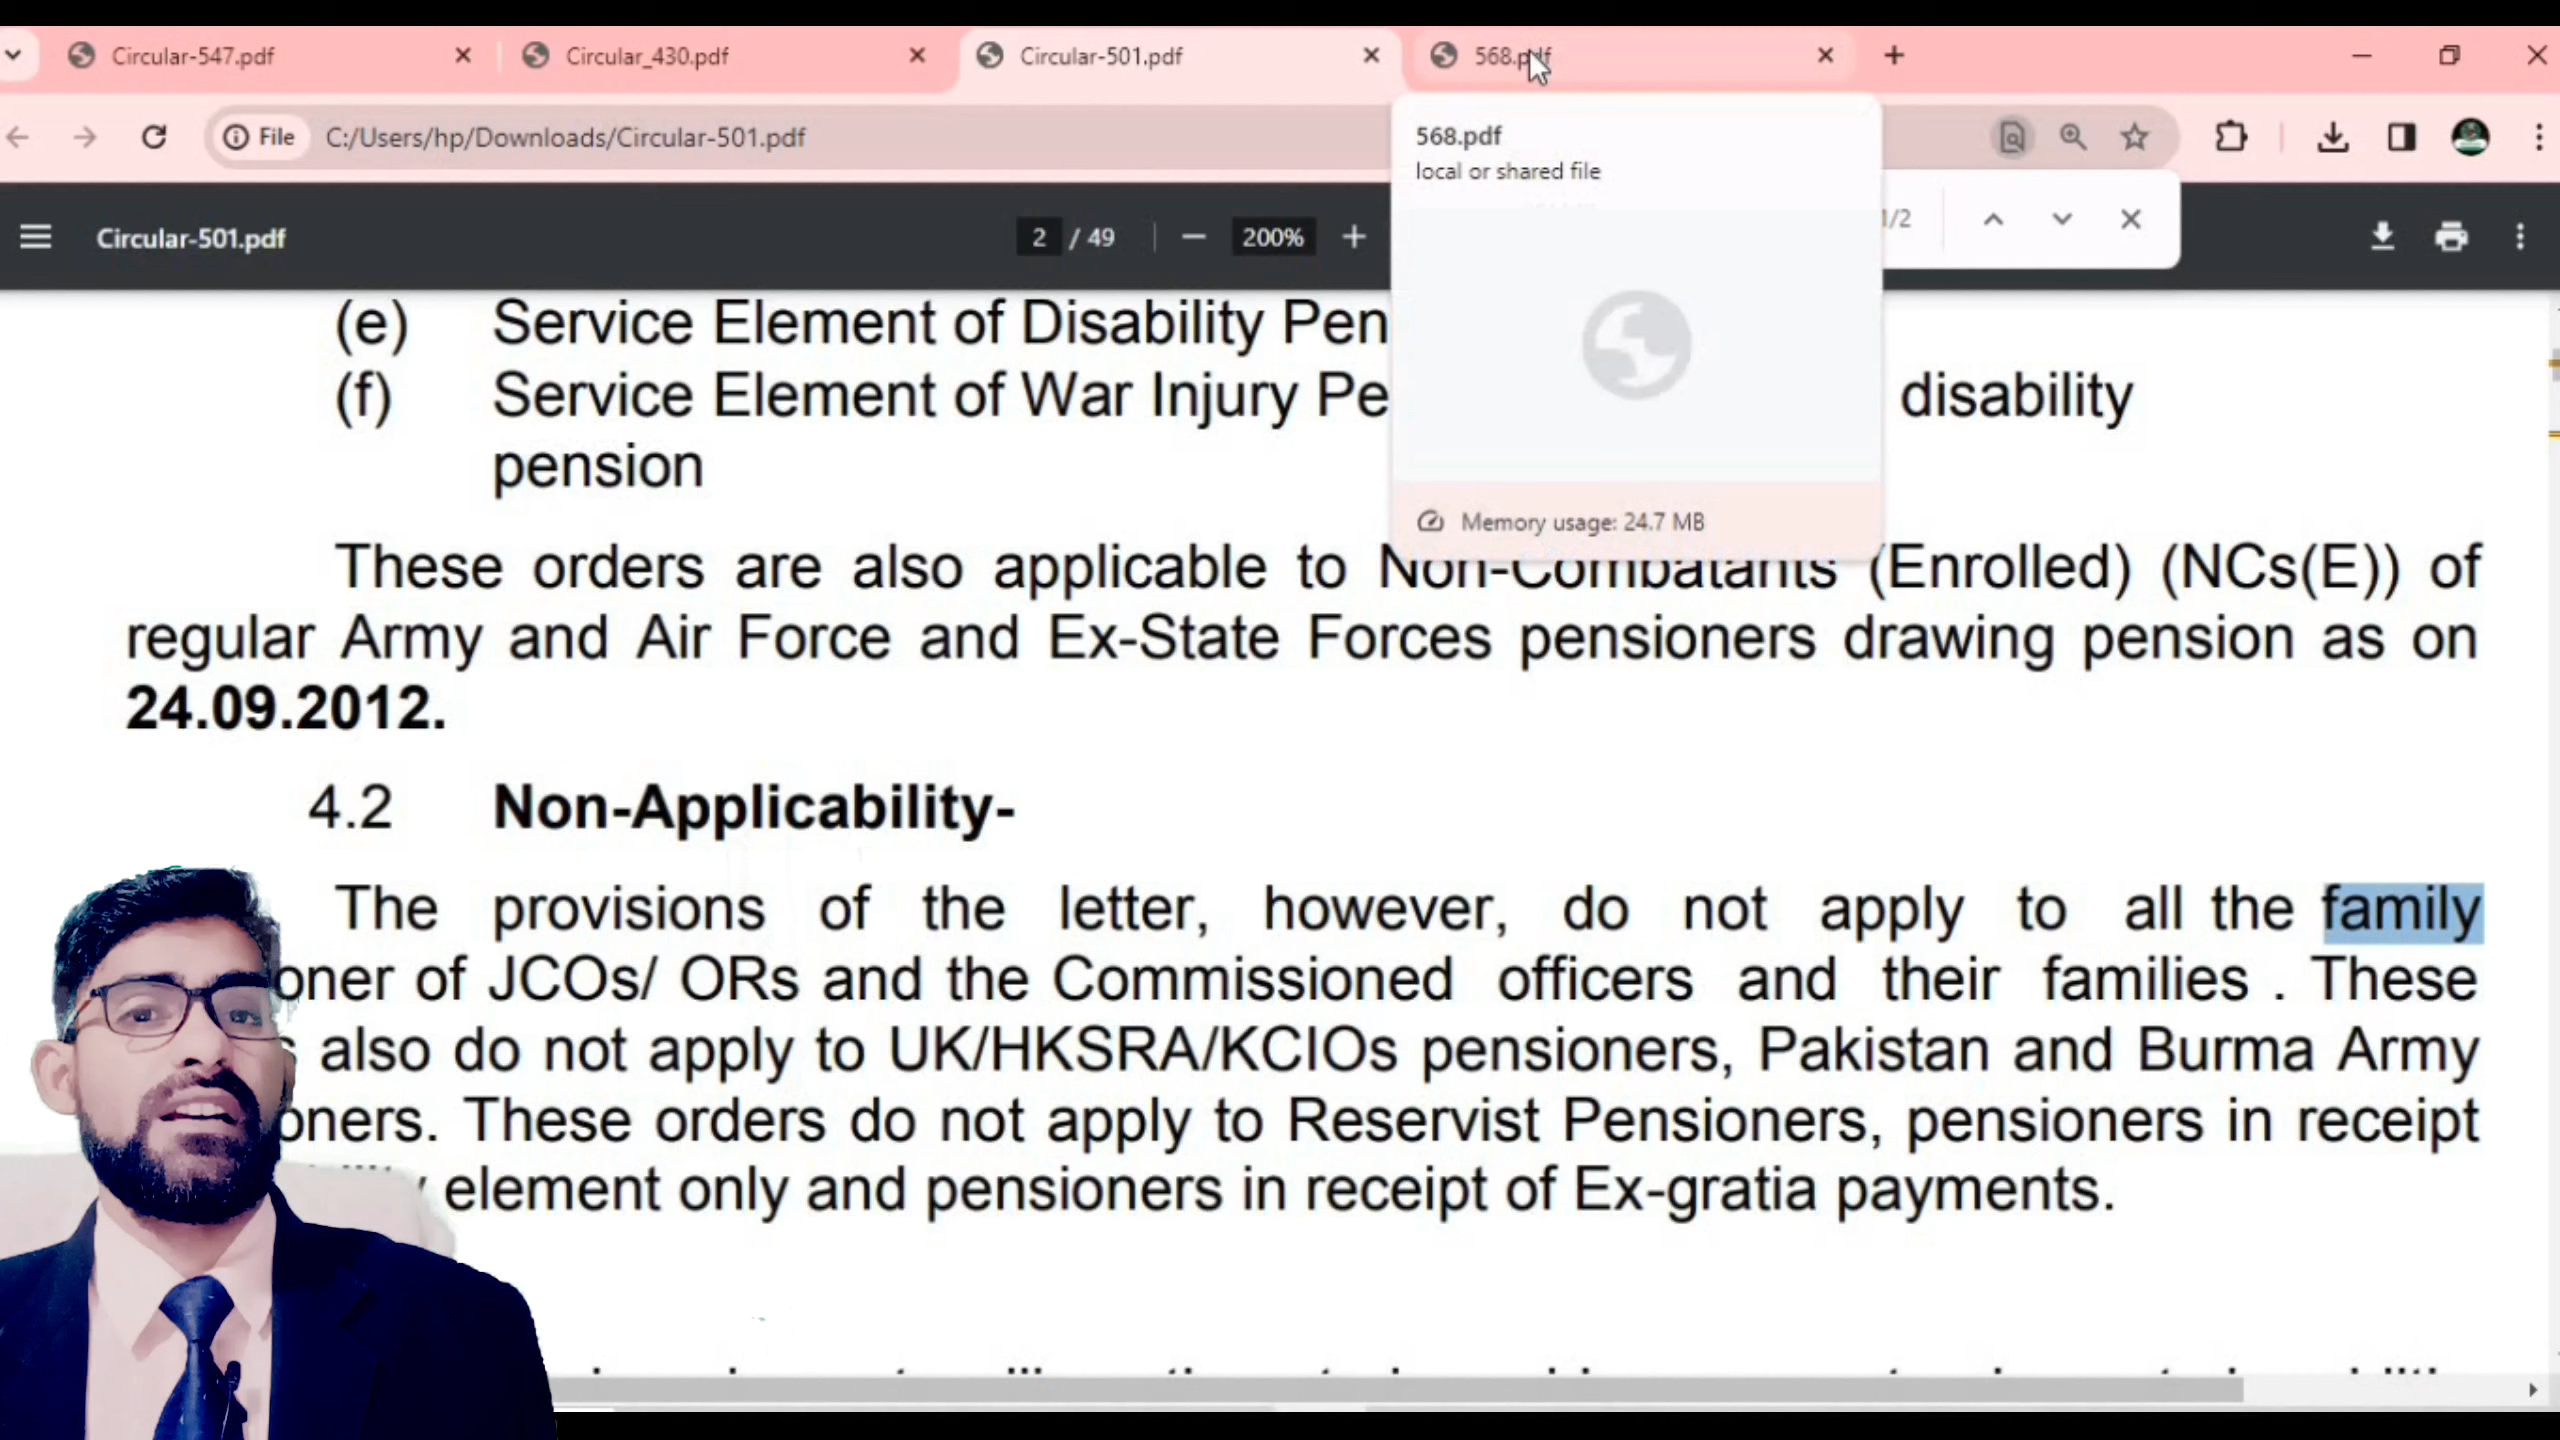 Circular-547.pdf
Circular_430.pdf
Circular-501.pdf
568.pdf
File
C:/Users/hp/Downloads/Circular-501.pdf
568.pdf
local or shared file
Circular-501.pdf
2 / 49
200%
1/2
Memory usage: 24.7 MB
(e) Service Element of Disability Pen
(f) Service Element of War Injury Pe disability
pension
These orders are also applicable to Non-Combatants (Enrolled) (NCs(E)) of
regular Army and Air Force and Ex-State Forces pensioners drawing pension as on
24.09.2012.
4.2 Non-Applicability-
The provisions of the letter, however, do not apply to all the family
oner of JCOs/ ORs and the Commissioned officers and their families . These
s also do not apply to UK/HKSRA/KCIOs pensioners, Pakistan and Burma Army
oners. These orders do not apply to Reservist Pensioners, pensioners in receipt
element only and pensioners in receipt of Ex-gratia payments.